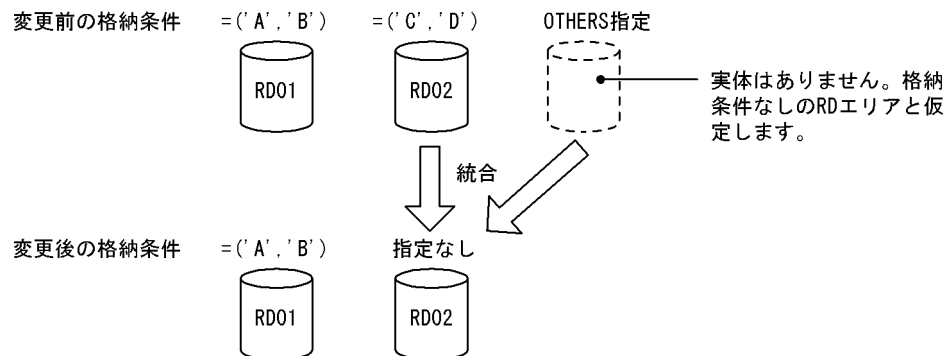 変更前の格納条件 =('A','B') =('C','D') OTHERS指定
RD01 RD02
実体はありません。格納
条件なしのRDエリアと仮
定します。
統合
変更後の格納条件 =('A','B') 指定なし
RD01 RD02